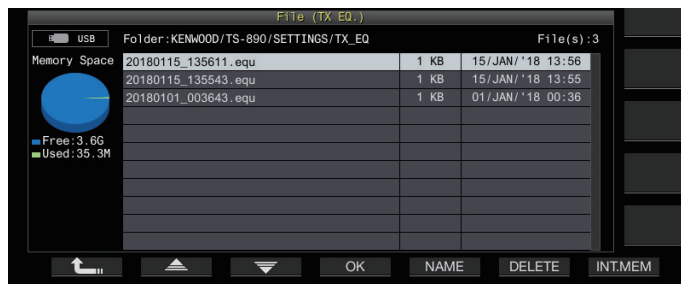 File (TX EQ.)
USB Folder:KENWOOD/TS-890/SETTINGS/TX_EQ File(s):3
Memory Space
20180115_135611.equ 1 KB 15/JAN/'18 13:56
20180115_135543.equ 1 KB 15/JAN/'18 13:55
20180101_003643.equ 1 KB 01/JAN/'18 00:36
Free:3.6G
Used:35.3M
OK NAME DELETE INT.MEM